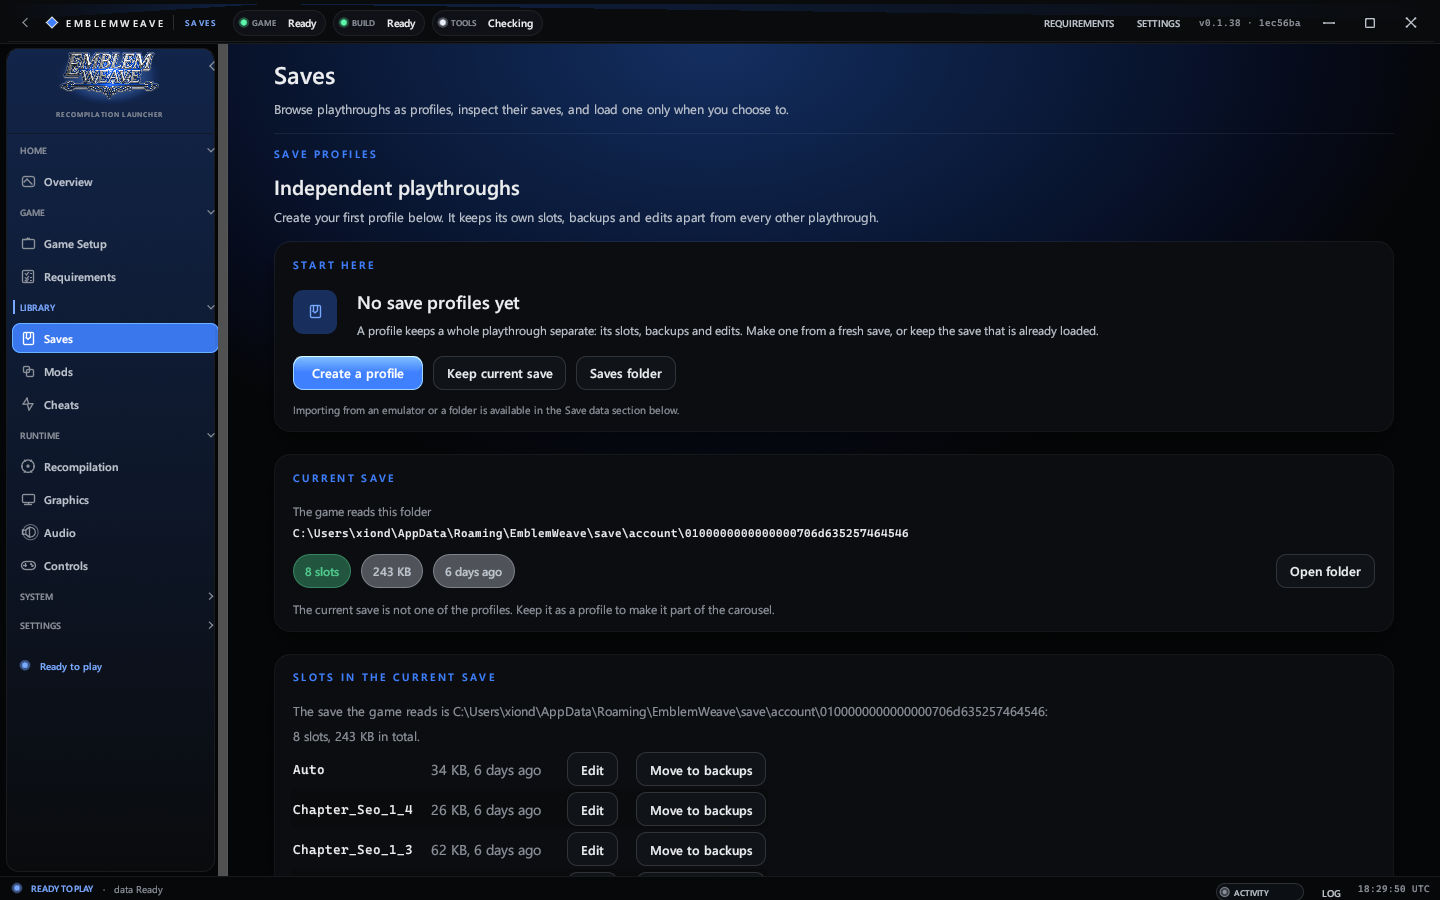 EMBLEMWEAVE SAVES GAME Ready BUILD Ready TOOLS Checking REQUIREMENTS SETTINGS v0.1.38 · 1ec56ba
EMBLEM
WEAVE
RECOMPILATION LAUNCHER
HOME
Overview
GAME
Game Setup
Requirements
LIBRARY
Saves
Mods
Cheats
RUNTIME
Recompilation
Graphics
Audio
Controls
SYSTEM
SETTINGS
Ready to play
Saves
Browse playthroughs as profiles, inspect their saves, and load one only when you choose to.
SAVE PROFILES
Independent playthroughs
Create your first profile below. It keeps its own slots, backups and edits apart from every other playthrough.
START HERE
No save profiles yet
A profile keeps a whole playthrough separate: its slots, backups and edits. Make one from a fresh save, or keep the save that is already loaded.
Create a profile Keep current save Saves folder
Importing from an emulator or a folder is available in the Save data section below.
CURRENT SAVE
The game reads this folder
C:\Users\xiond\AppData\Roaming\EmblemWeave\save\account\0100000000000000706d635257464546
8 slots 243 KB 6 days ago Open folder
The current save is not one of the profiles. Keep it as a profile to make it part of the carousel.
SLOTS IN THE CURRENT SAVE
The save the game reads is C:\Users\xiond\AppData\Roaming\EmblemWeave\save\account\0100000000000000706d635257464546:
8 slots, 243 KB in total.
Auto 34 KB, 6 days ago Edit Move to backups
Chapter_Seo_1_4 26 KB, 6 days ago Edit Move to backups
Chapter_Seo_1_3 62 KB, 6 days ago Edit Move to backups
READY TO PLAY · data Ready ACTIVITY LOG 18:29:50 UTC